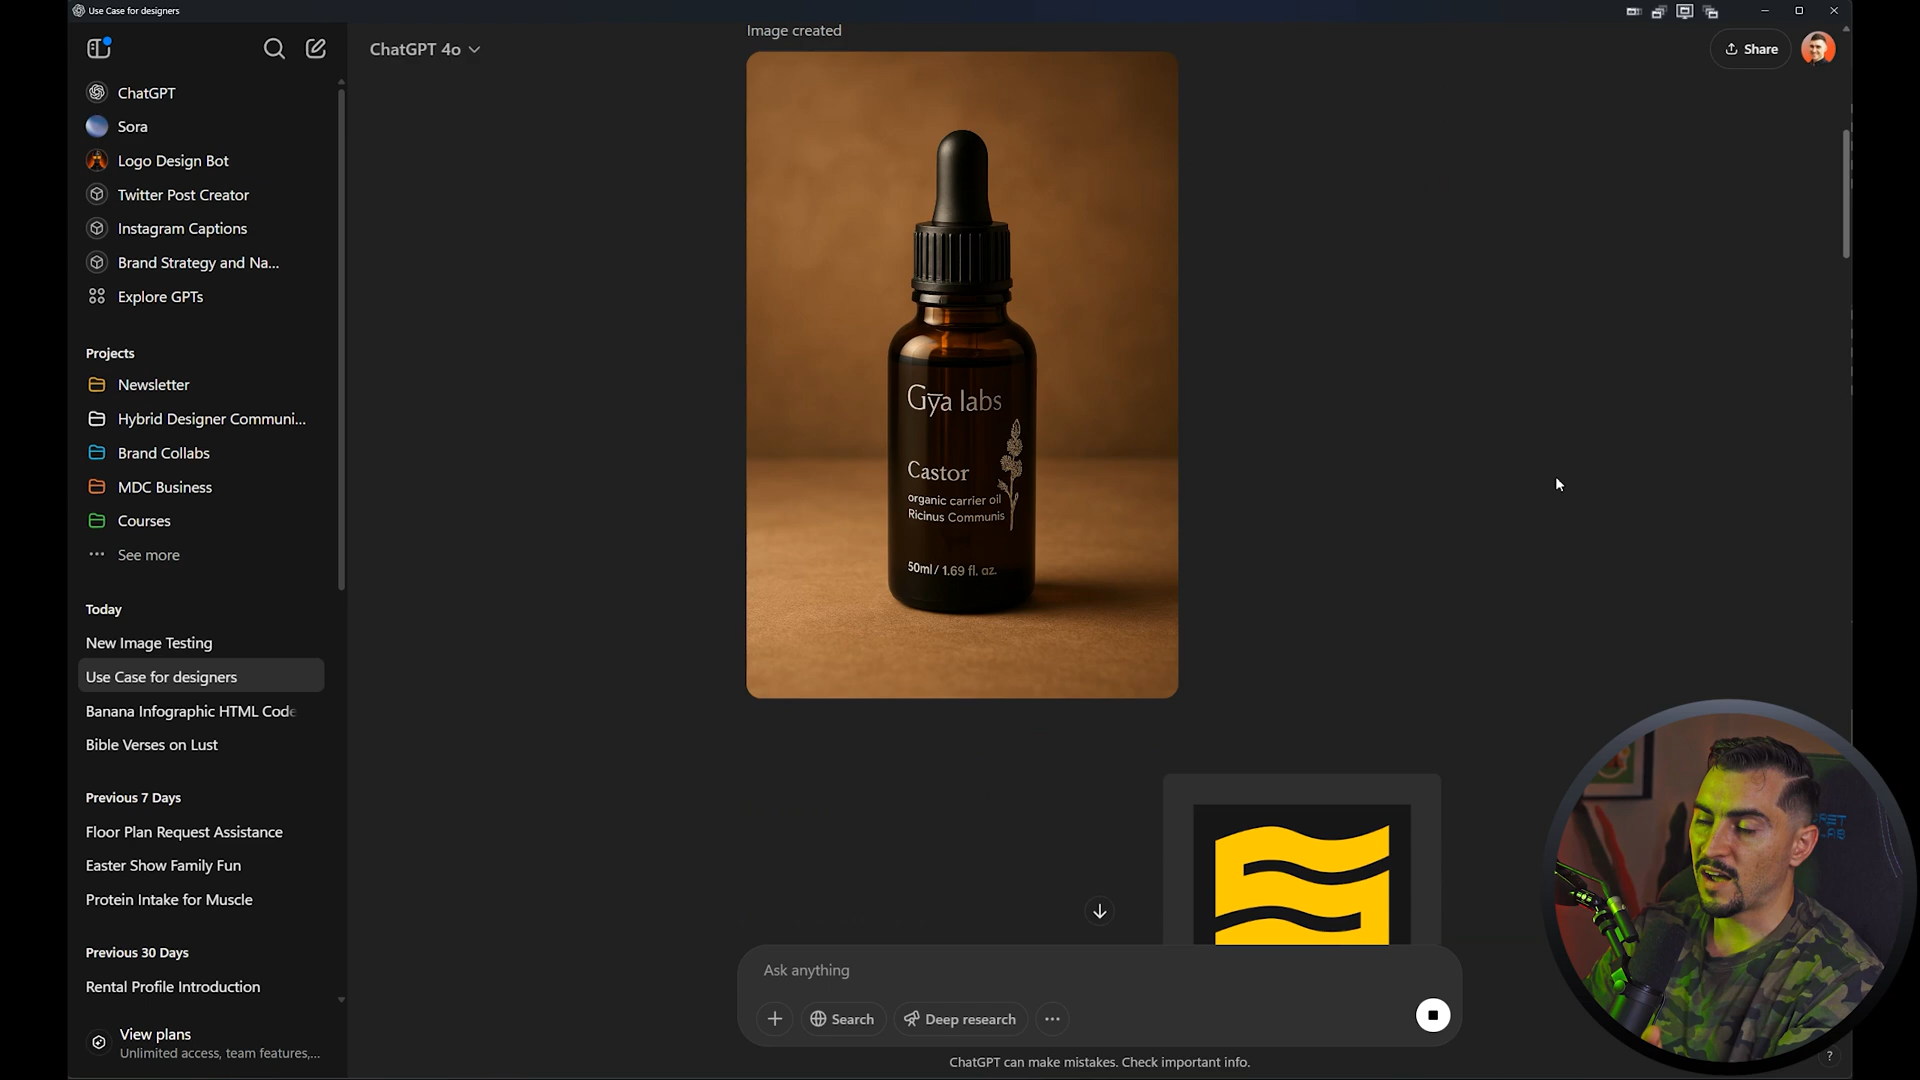 Use Case for designers
ChatGPT 4o
Image created
Share
ChatGPT
Sora
Logo Design Bot
Twitter Post Creator
Instagram Captions
Brand Strategy and Na...
Explore GPTs
Projects
Newsletter
Hybrid Designer Communi...
Brand Collabs
MDC Business
Courses
See more
Today
New Image Testing
Use Case for designers
Banana Infographic HTML Code
Bible Verses on Lust
Previous 7 Days
Floor Plan Request Assistance
Easter Show Family Fun
Protein Intake for Muscle
Previous 30 Days
Rental Profile Introduction
View plans
Unlimited access, team features,...
Gya labs
Castor
organic carrier oil
Ricinus Communis
50ml/ 1.69 fl. az.
Ask anything
Search
Deep research
ChatGPT can make mistakes. Check important info.
?